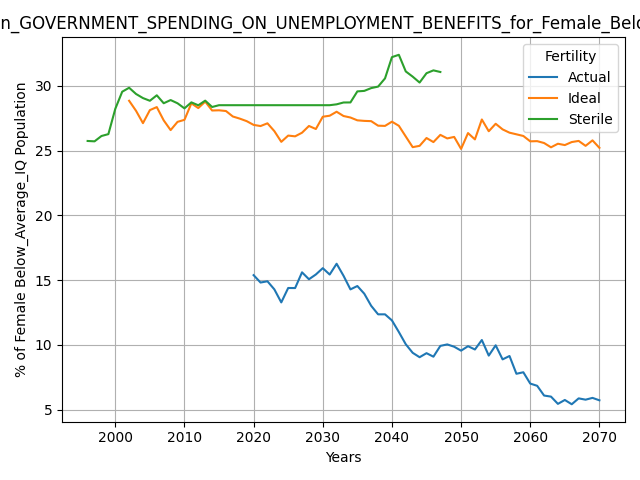 n_GOVERNMENT_SPENDING_ON_UNEMPLOYMENT_BENEFITS_for_Female_Belo
Fertility
Actual
Ideal
Sterile
% of Female Below_Average_IQ Population
30
25
20
15
10
5
2000 2010 2020 2030 2040 2050 2060 2070
Years